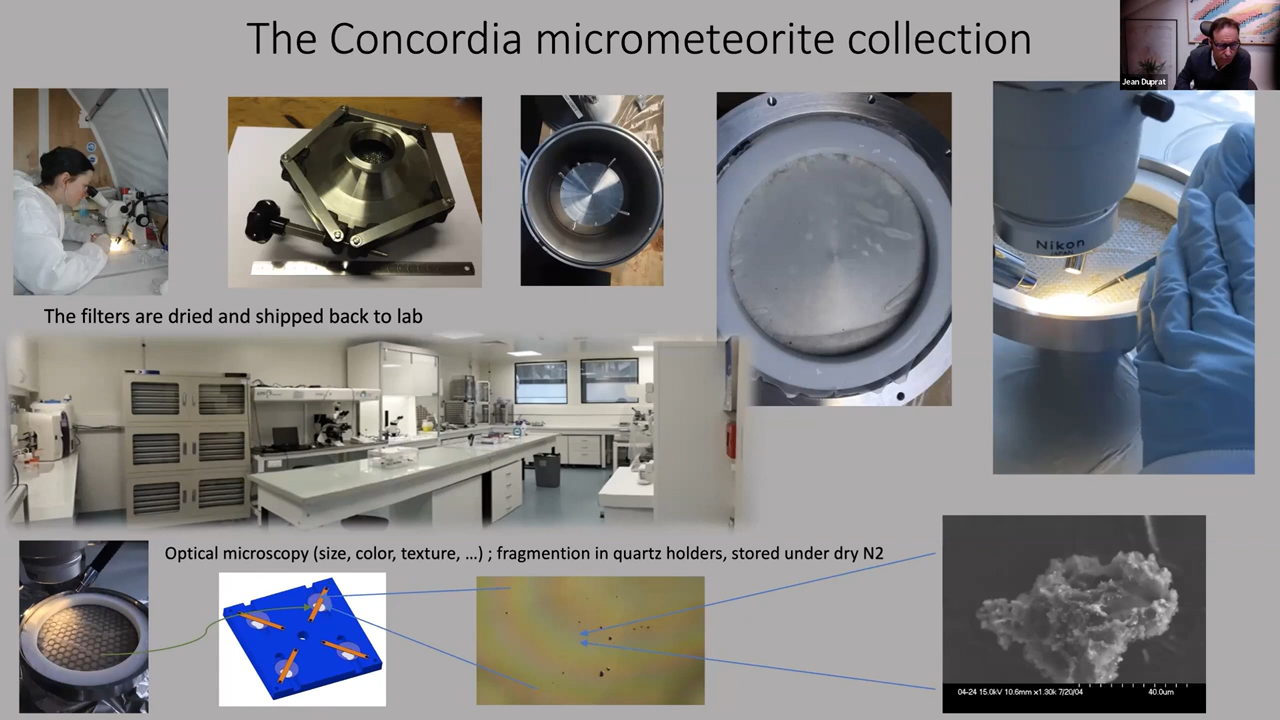 The Concordia micrometeorite collection
Jean Duprat
Nikon
JAPAN
The filters are dried and shipped back to lab
Optical microscopy (size, color, texture, …) ; fragmention in quartz holders, stored under dry N2
04-24 15.0kV 10.6mm x1.30k 7/20/04 40.0um